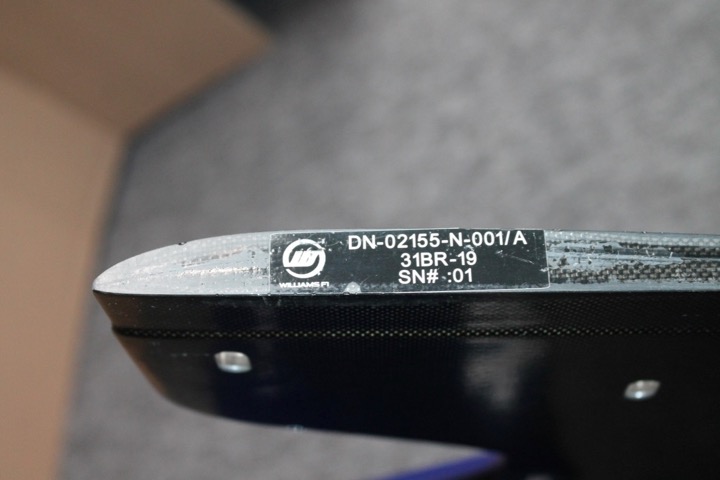 DN-02155-N-001/A
31BR-19
SN# :01
WILLIAMS F1